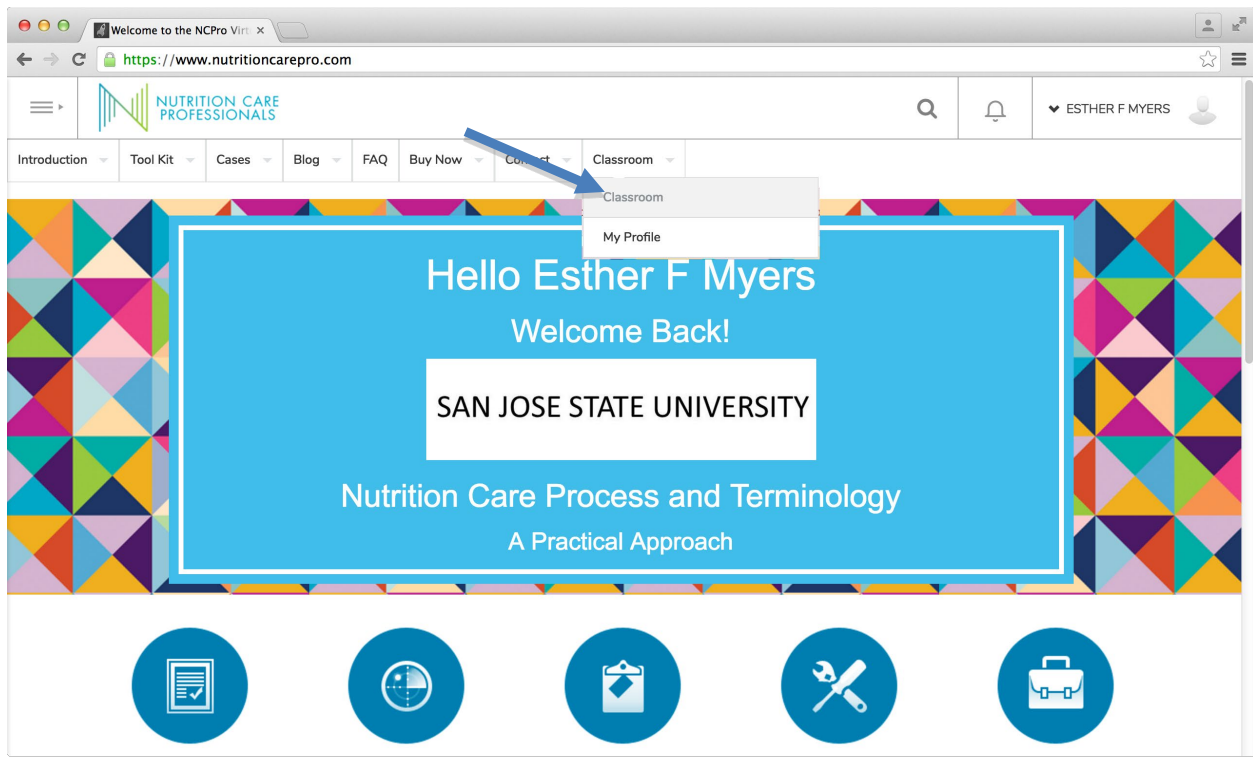 Welcome to the NCPro Virt
https://www.nutritioncarepro.com
NUTRITION CARE
PROFESSIONALS
ESTHER F MYERS
Introduction Tool Kit Cases Blog FAQ Buy Now Contact Classroom
Classroom
My Profile
Hello Esther F Myers
Welcome Back!
SAN JOSE STATE UNIVERSITY
Nutrition Care Process and Terminology
A Practical Approach